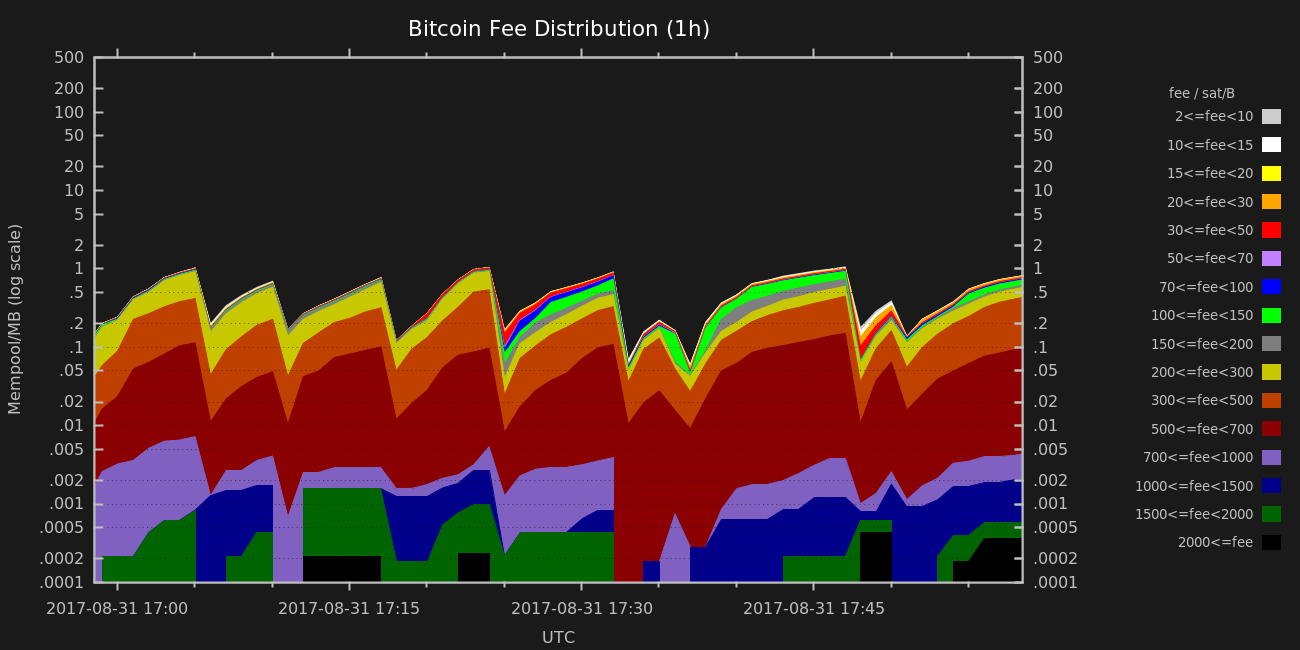 Bitcoin Fee Distribution (1h)
500 500
200 200
100 100
50 50
20 20
10 10
5 5
2 2
1 1
.5 .5
.2 .2
.1 .1
.05 .05
.02 .02
.01 .01
.005 .005
.002 .002
.001 .001
.0005 .0005
.0002 .0002
.0001 .0001
Mempool/MB (log scale)
2017-08-31 17:00 2017-08-31 17:15 2017-08-31 17:30 2017-08-31 17:45
UTC
fee / sat/B
2<=fee<10
10<=fee<15
15<=fee<20
20<=fee<30
30<=fee<50
50<=fee<70
70<=fee<100
100<=fee<150
150<=fee<200
200<=fee<300
300<=fee<500
500<=fee<700
700<=fee<1000
1000<=fee<1500
1500<=fee<2000
2000<=fee